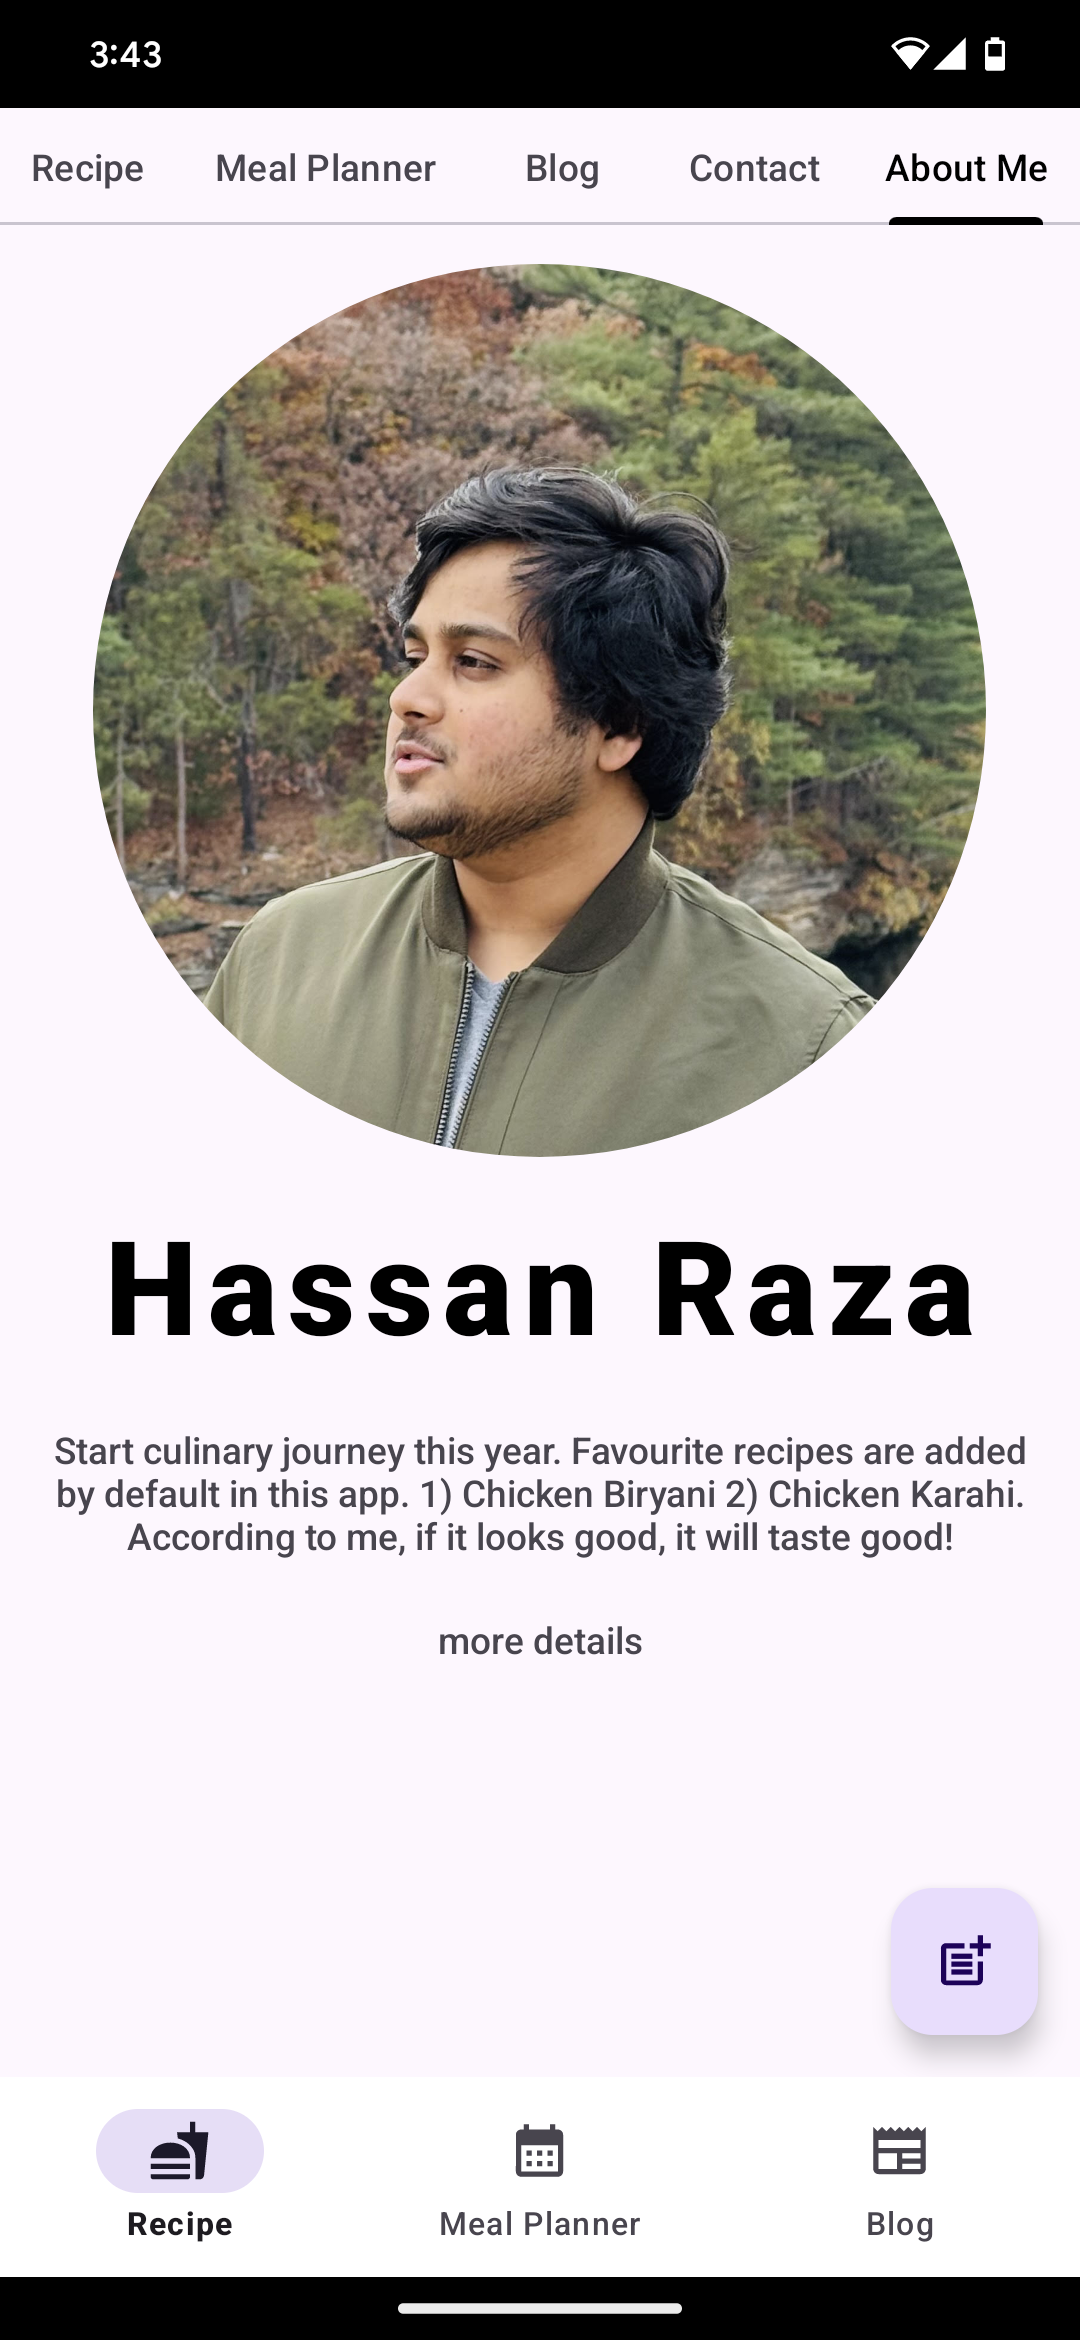 3:43
Recipe Meal Planner Blog Contact About Me
Hassan Raza
Start culinary journey this year. Favourite recipes are added
by default in this app. 1) Chicken Biryani 2) Chicken Karahi.
According to me, if it looks good, it will taste good!
more details
Recipe Meal Planner Blog